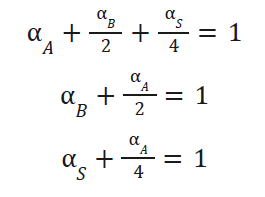 α_A + α_B/2 + α_S/4 = 1
α_B + α_A/2 = 1
α_S + α_A/4 = 1